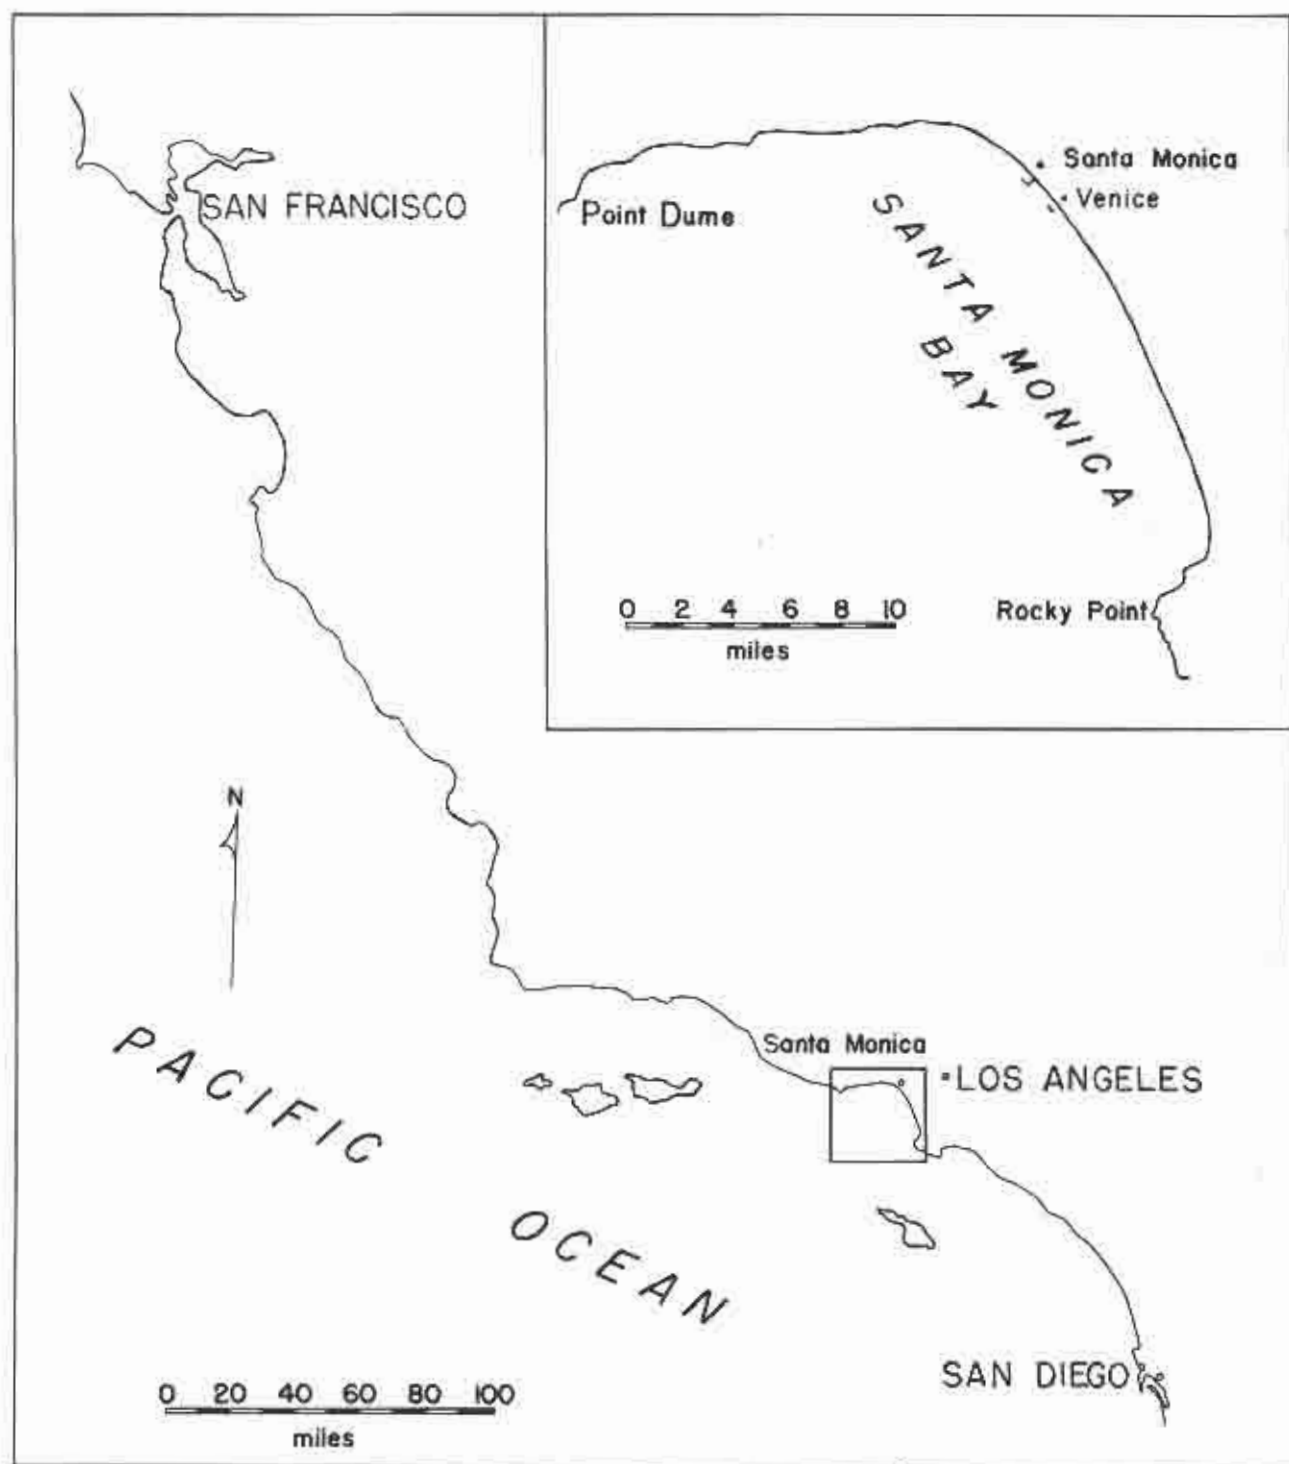 SAN FRANCISCO
Santa Monica
Venice
Point Dume
SANTA MONICA
BAY
0 2 4 6 8 10
miles
Rocky Point
N
PACIFIC
OCEAN
Santa Monica
LOS ANGELES
SAN DIEGO
0 20 40 60 80 100
miles